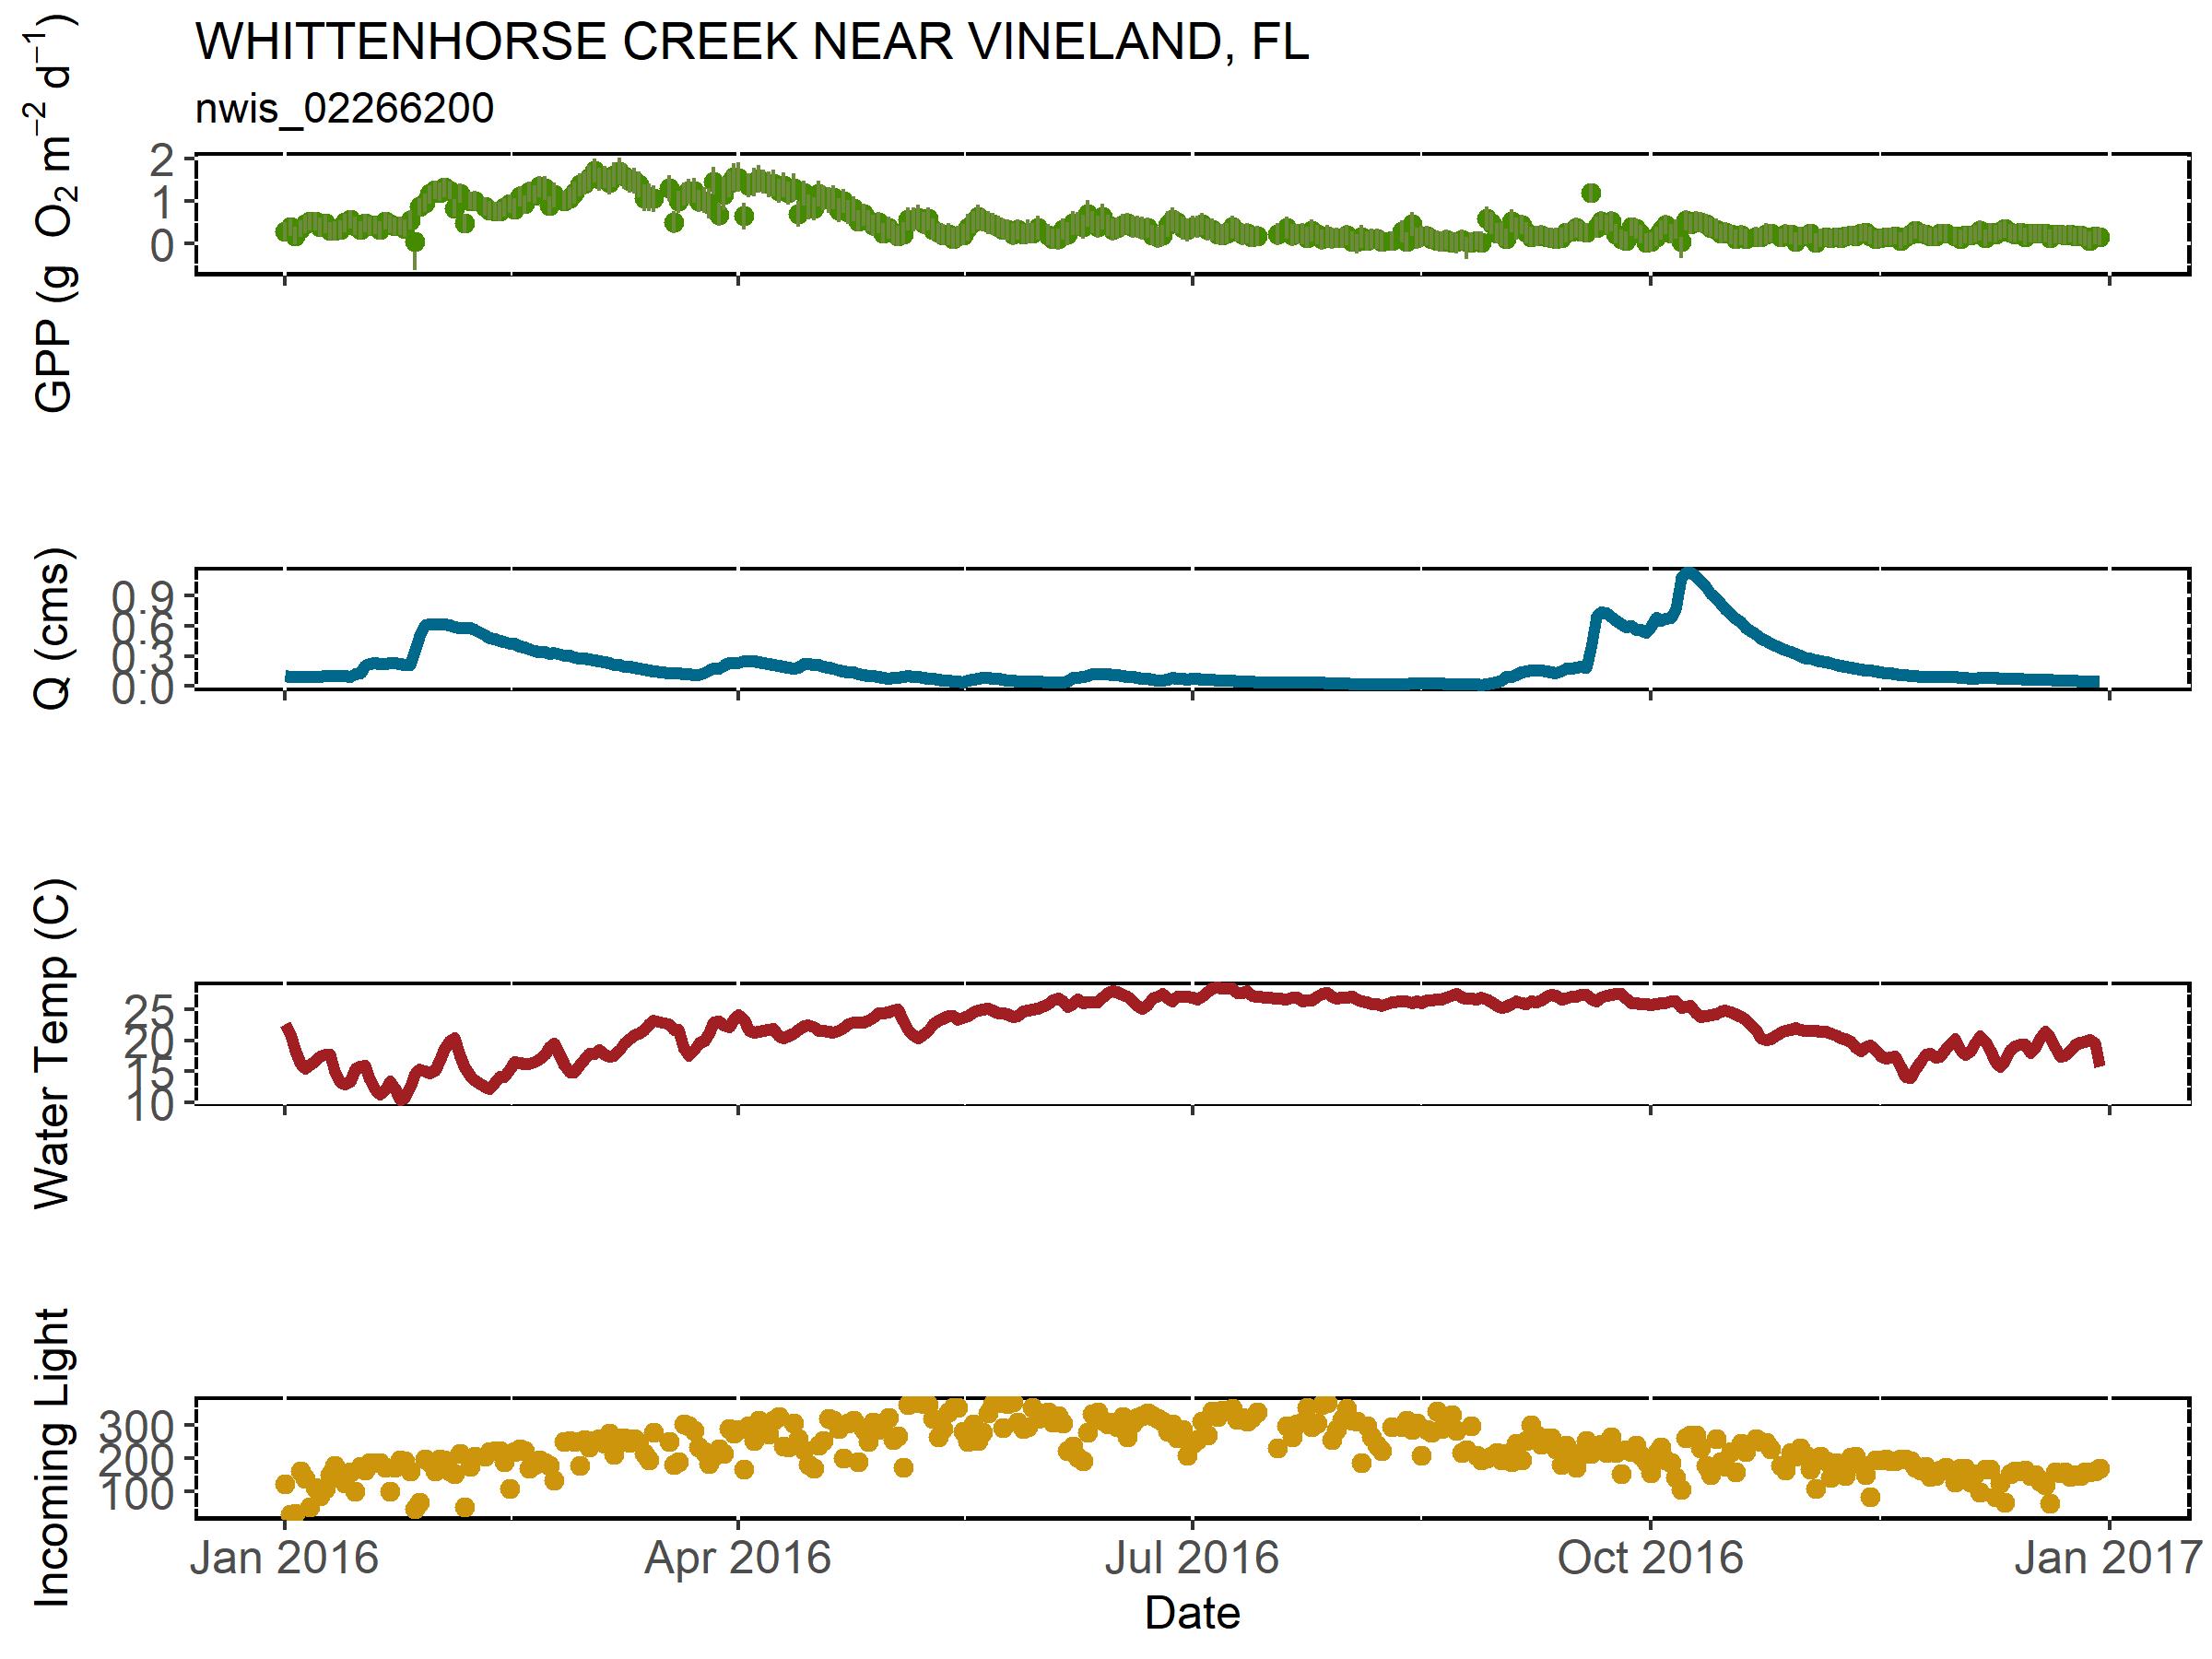 WHITTENHORSE CREEK NEAR VINELAND, FL
nwis_02266200
GPP (g O₂ m⁻² d⁻¹)
2
1
0
Q (cms)
0.9
0.6
0.3
0.0
Water Temp (C)
25
20
15
10
Incoming Light
300
200
100
Jan 2016
Apr 2016
Jul 2016
Oct 2016
Jan 2017
Date